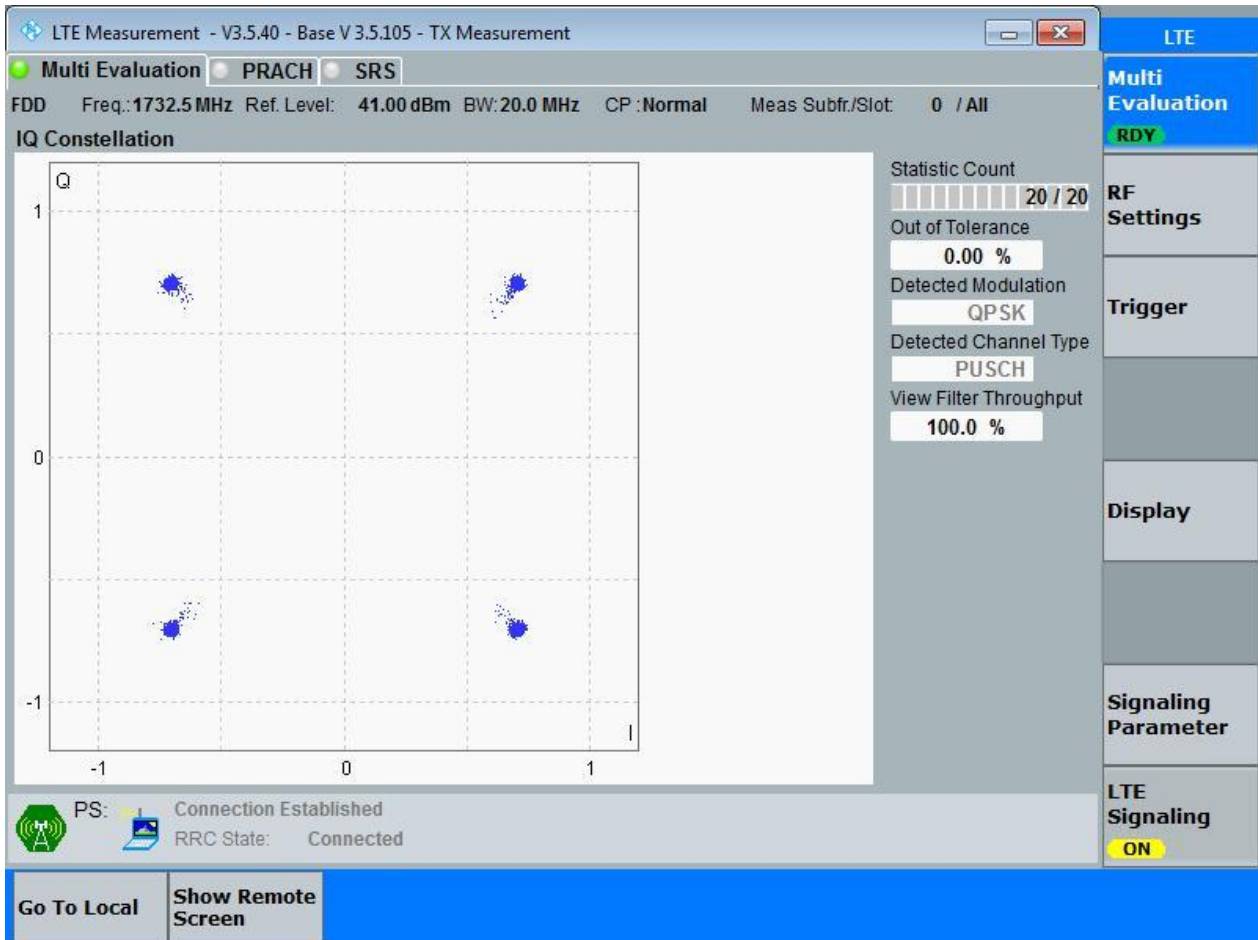 LTE Measurement - V3.5.40 - Base V 3.5.105 - TX Measurement
LTE
Multi Evaluation PRACH SRS
Multi
Evaluation
RDY
FDD Freq.: 1732.5 MHz Ref. Level: 41.00 dBm BW: 20.0 MHz CP : Normal Meas Subfr./Slot: 0 / All
IQ Constellation
Q
1
0
-1
I
-1 0 1
Statistic Count
20 / 20
Out of Tolerance
0.00 %
Detected Modulation
QPSK
Detected Channel Type
PUSCH
View Filter Throughput
100.0 %
RF
Settings
Trigger
Display
Signaling
Parameter
LTE
Signaling
ON
PS: Connection Established
RRC State: Connected
Go To Local
Show Remote
Screen